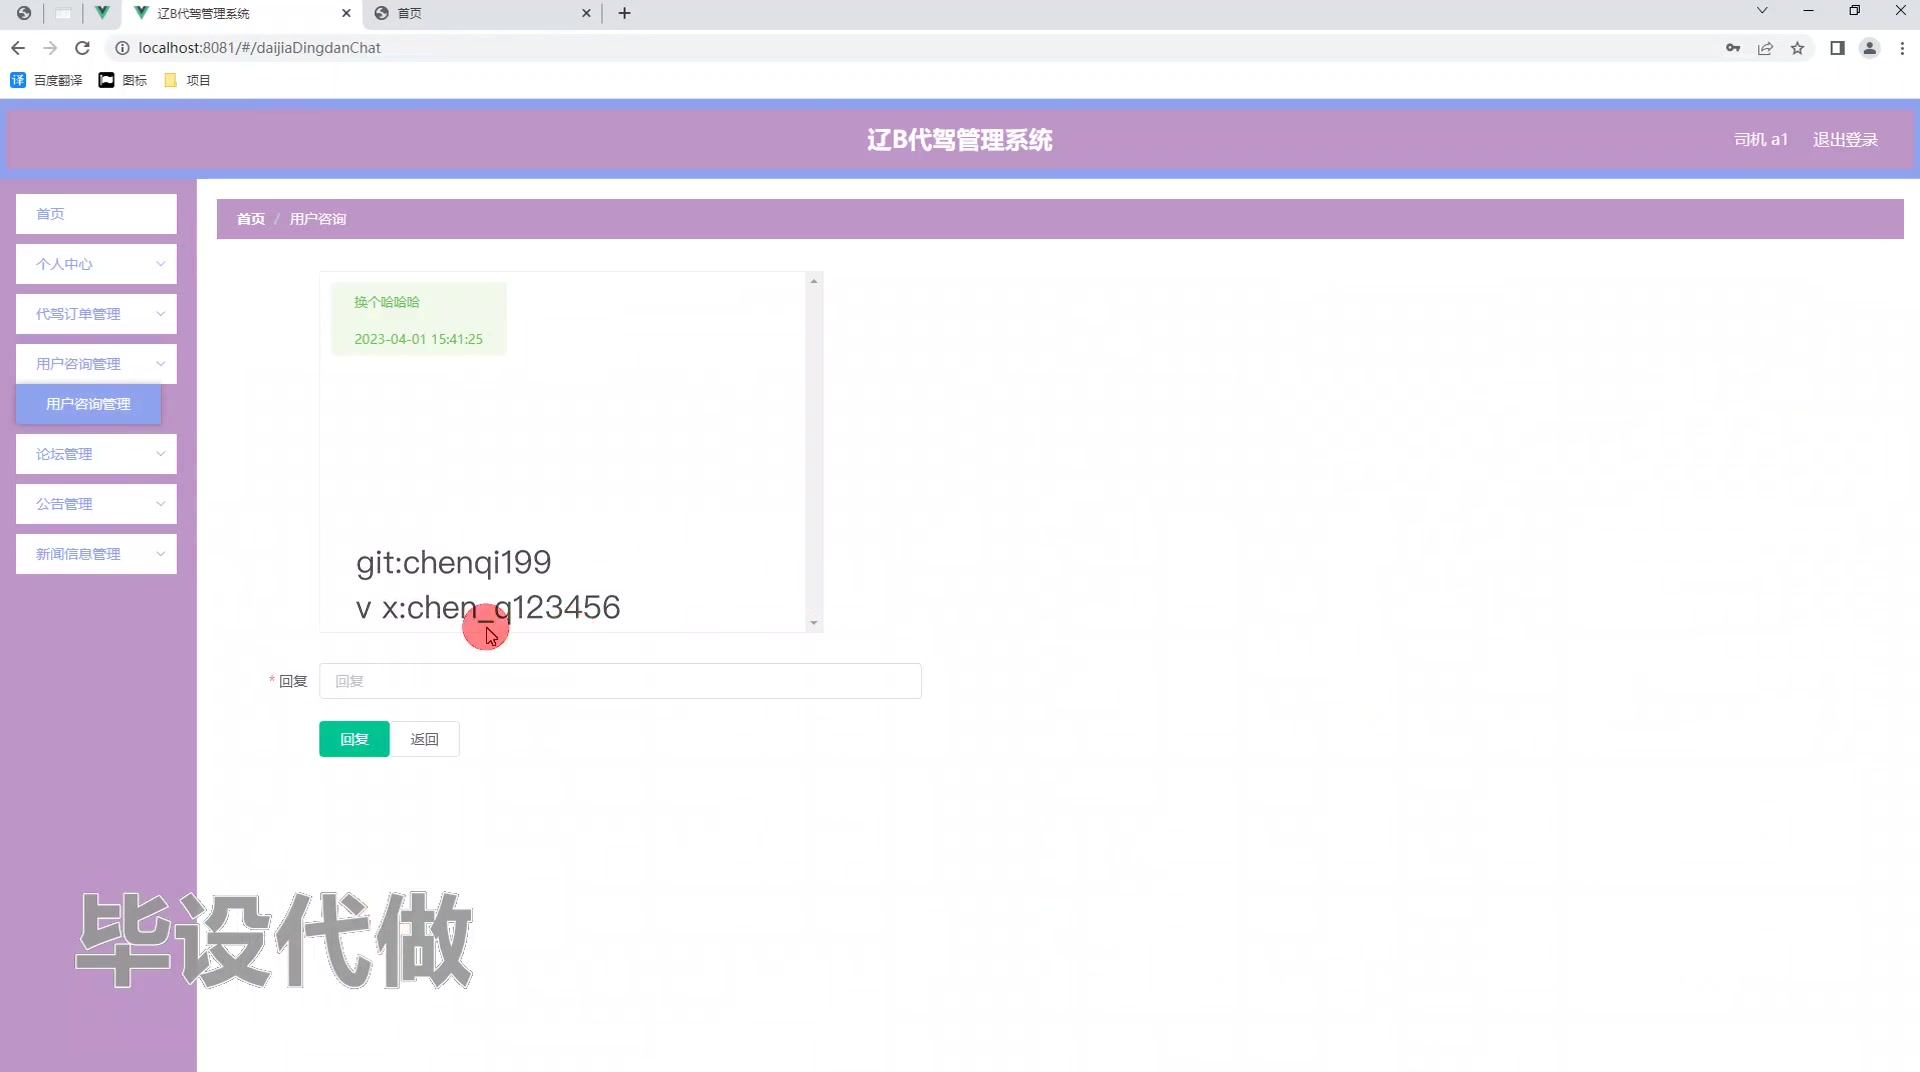 辽B代驾管理系统
首页
localhost:8081/#/daijiaDingdanChat
百度翻译
图标
项目
辽B代驾管理系统
司机 a1
退出登录
首页
个人中心
代驾订单管理
用户咨询管理
用户咨询管理
论坛管理
公告管理
新闻信息管理
首页 / 用户咨询
换个哈哈哈
2023-04-01 15:41:25
git:chenqi199
v x:chen_q123456
* 回复
回复
回复
返回
毕设代做